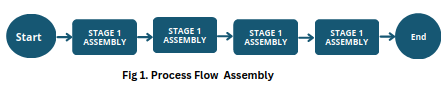 Start
STAGE 1
ASSEMBLY
STAGE 1
ASSEMBLY
STAGE 1
ASSEMBLY
STAGE 1
ASSEMBLY
End
Fig 1. Process Flow Assembly